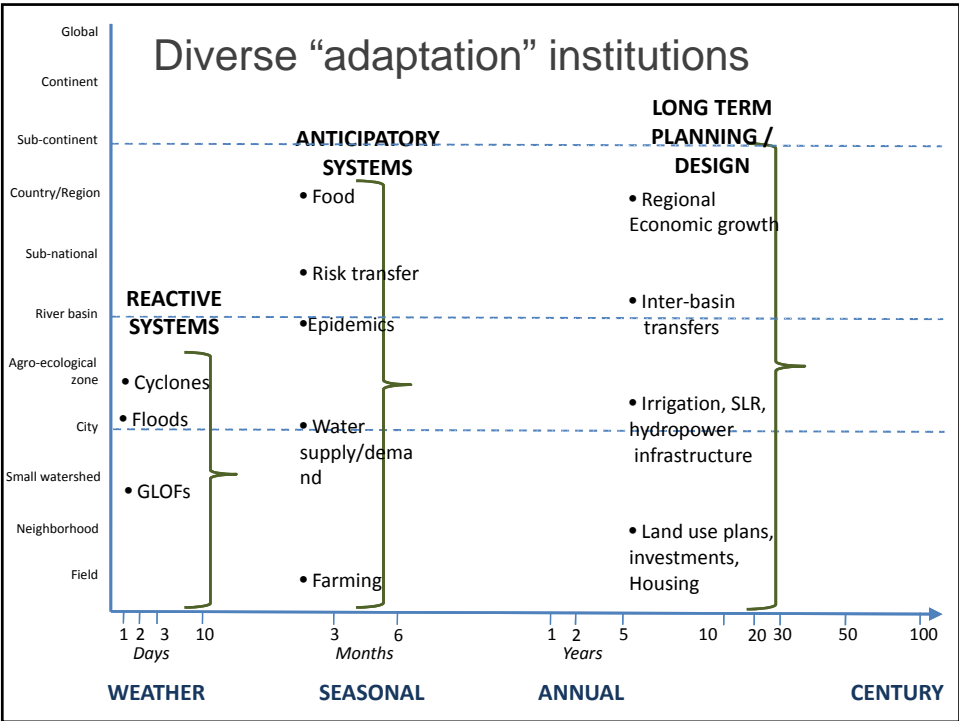 Diverse “adaptation” institutions
Global
Continent
Sub-continent
Country/Region
Sub-national
River basin
Agro-ecological
zone
City
Small watershed
Neighborhood
Field
REACTIVE
SYSTEMS
• Cyclones
• Floods
• GLOFs
ANTICIPATORY
SYSTEMS
• Food
• Risk transfer
•Epidemics
• Water
supply/dema
nd
• Farming
LONG TERM
PLANNING /
DESIGN
• Regional
Economic growth
• Inter-basin
transfers
• Irrigation, SLR,
hydropower
infrastructure
• Land use plans,
investments,
Housing
1 2 3 10 3 6 1 2 5 10 20 30 50 100
Days Months Years
WEATHER SEASONAL ANNUAL CENTURY